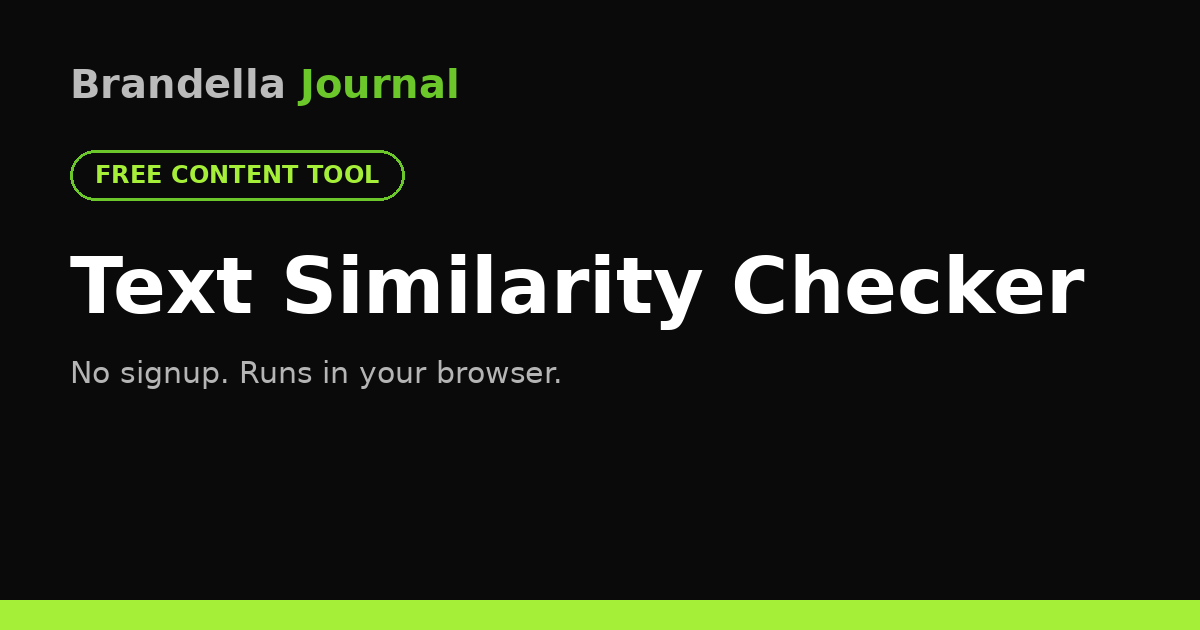 Brandella Journal
FREE CONTENT TOOL
Text Similarity Checker
No signup. Runs in your browser.